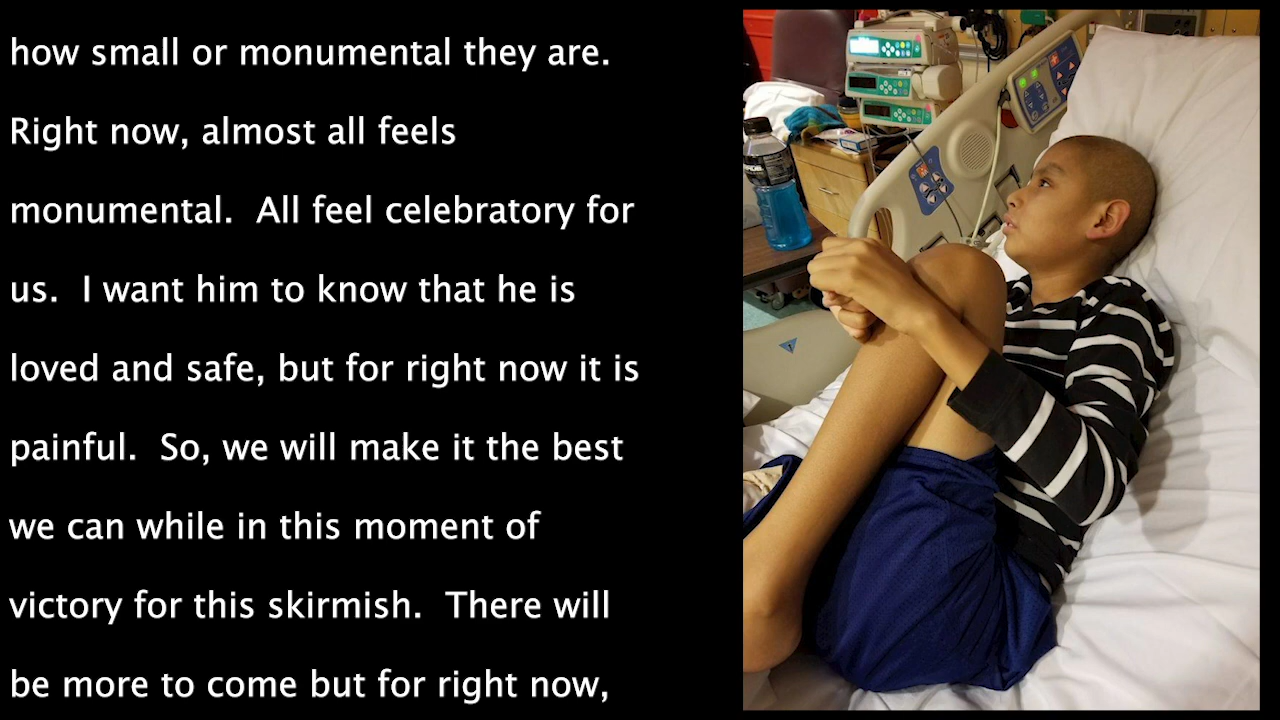 how small or monumental they are.
Right now, almost all feels
monumental.  All feel celebratory for
us.  I want him to know that he is
loved and safe, but for right now it is
painful.  So, we will make it the best
we can while in this moment of
victory for this skirmish.  There will
be more to come but for right now,